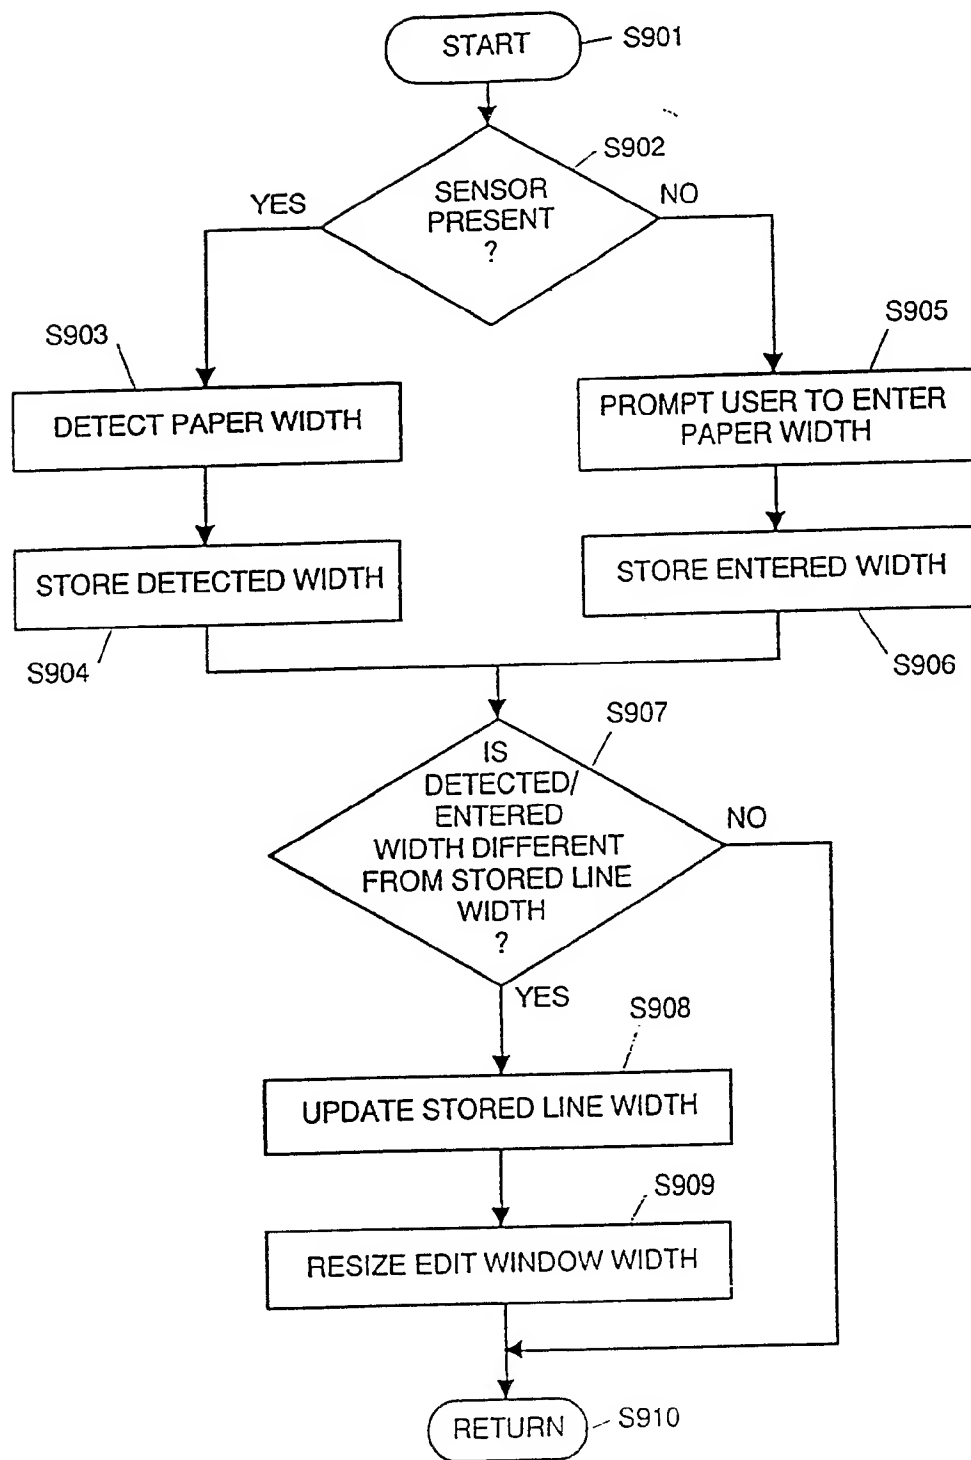 START
S901
S902
SENSOR
PRESENT
?
YES
NO
S903
S905
DETECT PAPER WIDTH
PROMPT USER TO ENTER
PAPER WIDTH
STORE DETECTED WIDTH
STORE ENTERED WIDTH
S904
S906
S907
IS
DETECTED/
ENTERED
WIDTH DIFFERENT
FROM STORED LINE
WIDTH
?
NO
YES
S908
UPDATE STORED LINE WIDTH
S909
RESIZE EDIT WINDOW WIDTH
RETURN
S910